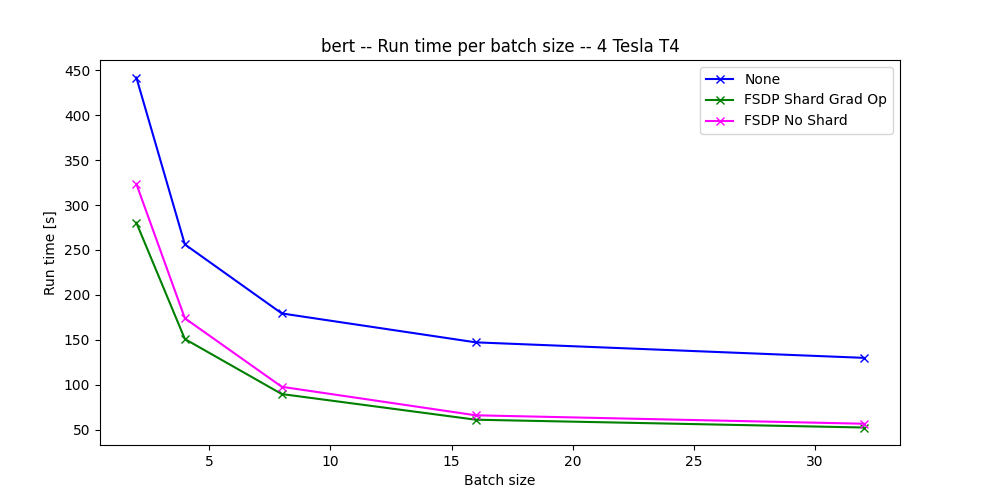 bert -- Run time per batch size -- 4 Tesla T4
None
FSDP Shard Grad Op
FSDP No Shard
450
400
350
300
250
200
150
100
50
Run time [s]
5
10
15
20
25
30
Batch size